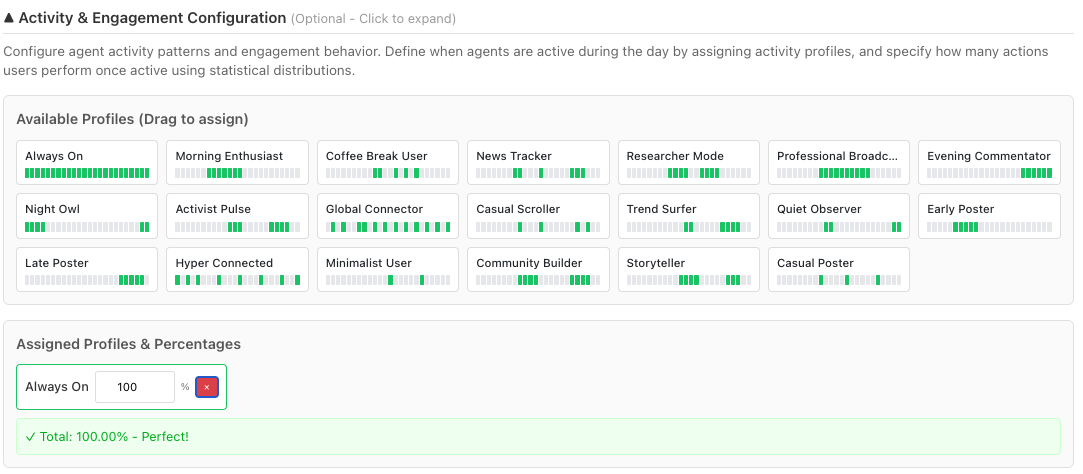 ▲ Activity & Engagement Configuration (Optional - Click to expand)
Configure agent activity patterns and engagement behavior. Define when agents are active during the day by assigning activity profiles, and specify how many actions
users perform once active using statistical distributions.
Available Profiles (Drag to assign)
Always On
Morning Enthusiast
Coffee Break User
News Tracker
Researcher Mode
Professional Broadc...
Evening Commentator
Night Owl
Activist Pulse
Global Connector
Casual Scroller
Trend Surfer
Quiet Observer
Early Poster
Late Poster
Hyper Connected
Minimalist User
Community Builder
Storyteller
Casual Poster
Assigned Profiles & Percentages
Always On 100 % ×
✓ Total: 100.00% - Perfect!